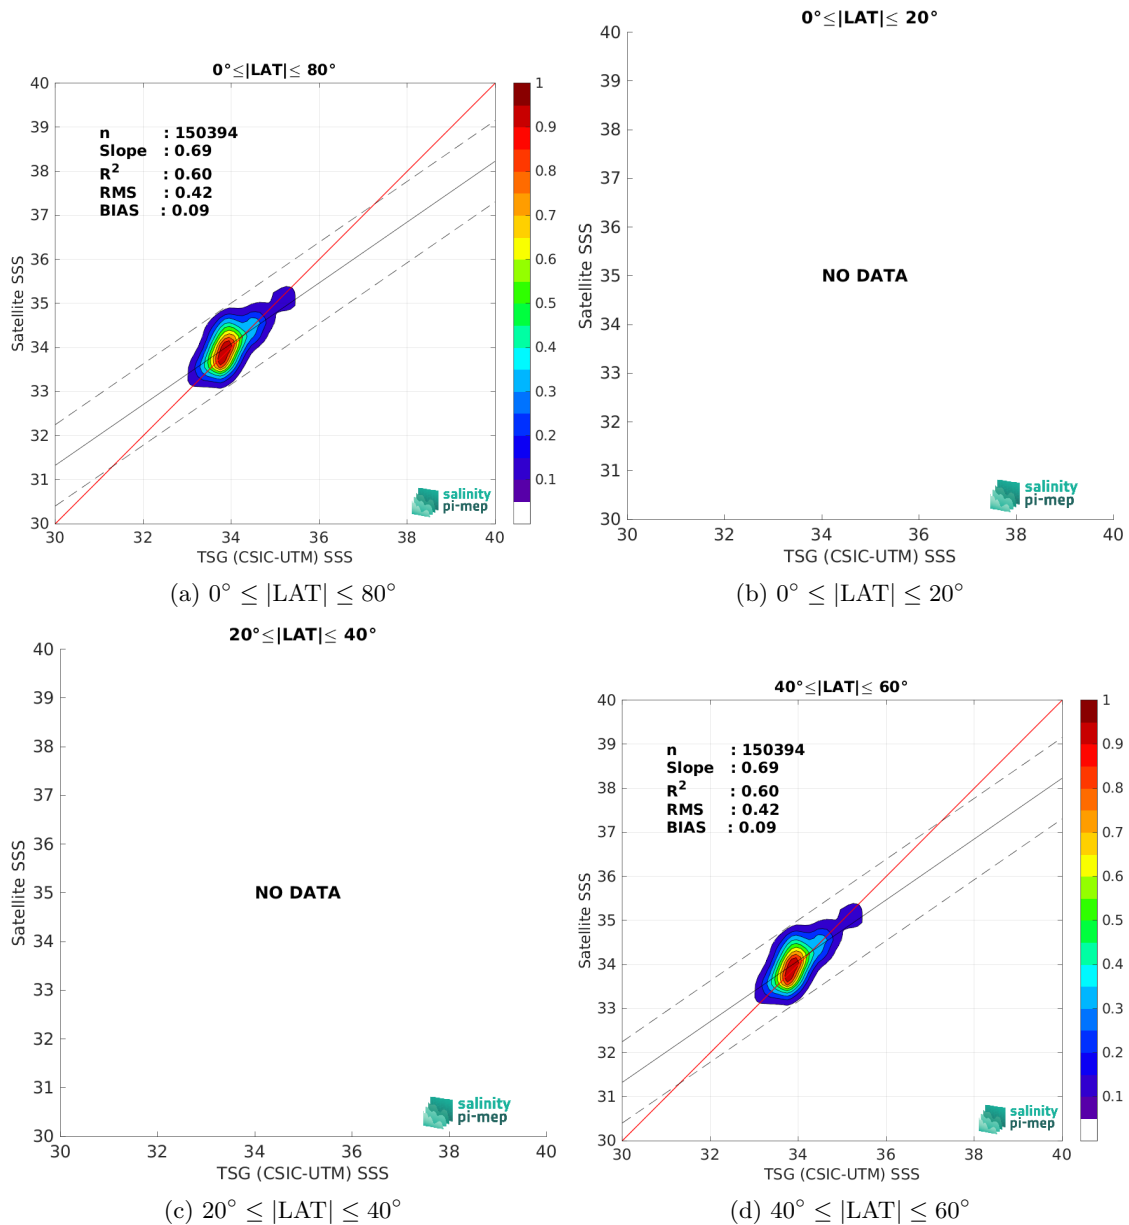 0°≤|LAT|≤ 80°
40
39
38
37
36
35
34
33
32
31
30
Satellite SSS
n : 150394
Slope : 0.69
R² : 0.60
RMS : 0.42
BIAS : 0.09
1
0.9
0.8
0.7
0.6
0.5
0.4
0.3
0.2
0.1
salinity
pi-mep
30 32 34 36 38 40
TSG (CSIC-UTM) SSS
(a) 0° ≤ |LAT| ≤ 80°
0°≤|LAT|≤ 20°
40
39
38
37
36
35
34
33
32
31
30
Satellite SSS
NO DATA
salinity
pi-mep
30 32 34 36 38 40
TSG (CSIC-UTM) SSS
(b) 0° ≤ |LAT| ≤ 20°
20°≤|LAT|≤ 40°
40
39
38
37
36
35
34
33
32
31
30
Satellite SSS
NO DATA
salinity
pi-mep
30 32 34 36 38 40
TSG (CSIC-UTM) SSS
(c) 20° ≤ |LAT| ≤ 40°
40°≤|LAT|≤ 60°
40
39
38
37
36
35
34
33
32
31
30
Satellite SSS
n : 150394
Slope : 0.69
R² : 0.60
RMS : 0.42
BIAS : 0.09
1
0.9
0.8
0.7
0.6
0.5
0.4
0.3
0.2
0.1
salinity
pi-mep
30 32 34 36 38 40
TSG (CSIC-UTM) SSS
(d) 40° ≤ |LAT| ≤ 60°